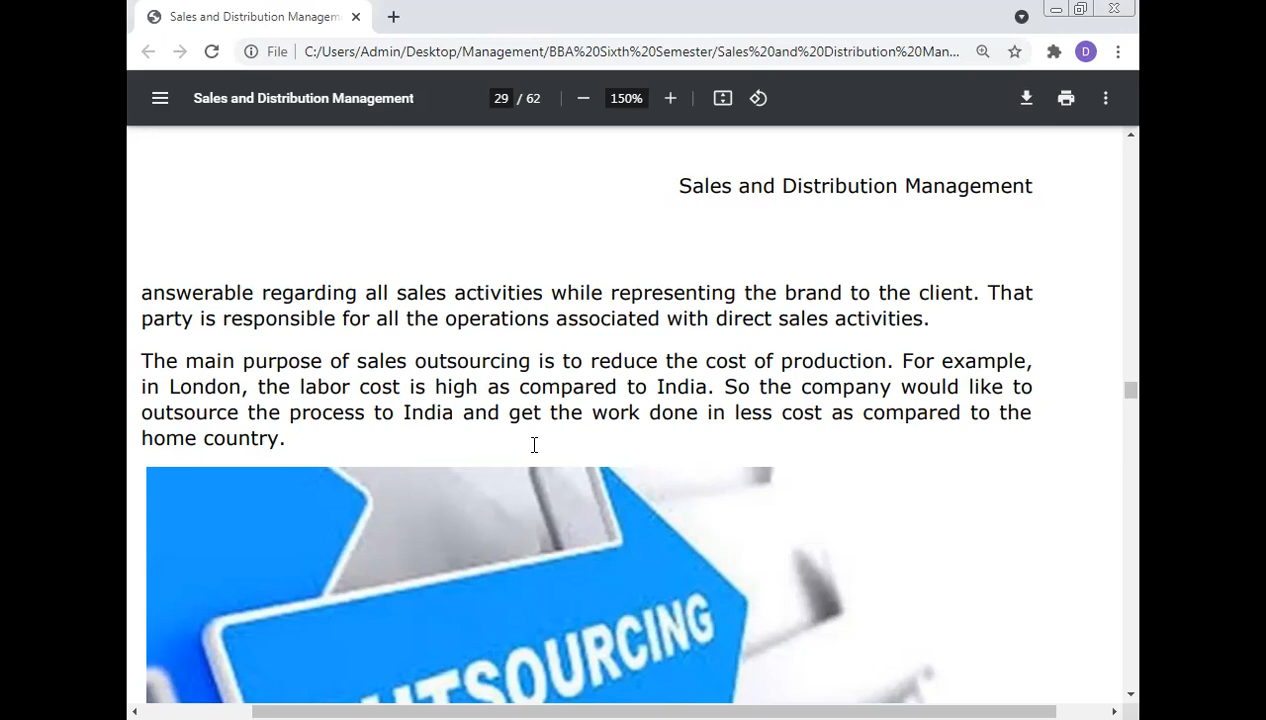 Sales and Distribution Managem
File C:/Users/Admin/Desktop/Management/BBA%20Sixth%20Semester/Sales%20and%20Distribution%20Man... D
Sales and Distribution Management 29 / 62 150%
Sales and Distribution Management
answerable regarding all sales activities while representing the brand to the client. That
party is responsible for all the operations associated with direct sales activities.
The main purpose of sales outsourcing is to reduce the cost of production. For example,
in London, the labor cost is high as compared to India. So the company would like to
outsource the process to India and get the work done in less cost as compared to the
home country.
UTSOURCING